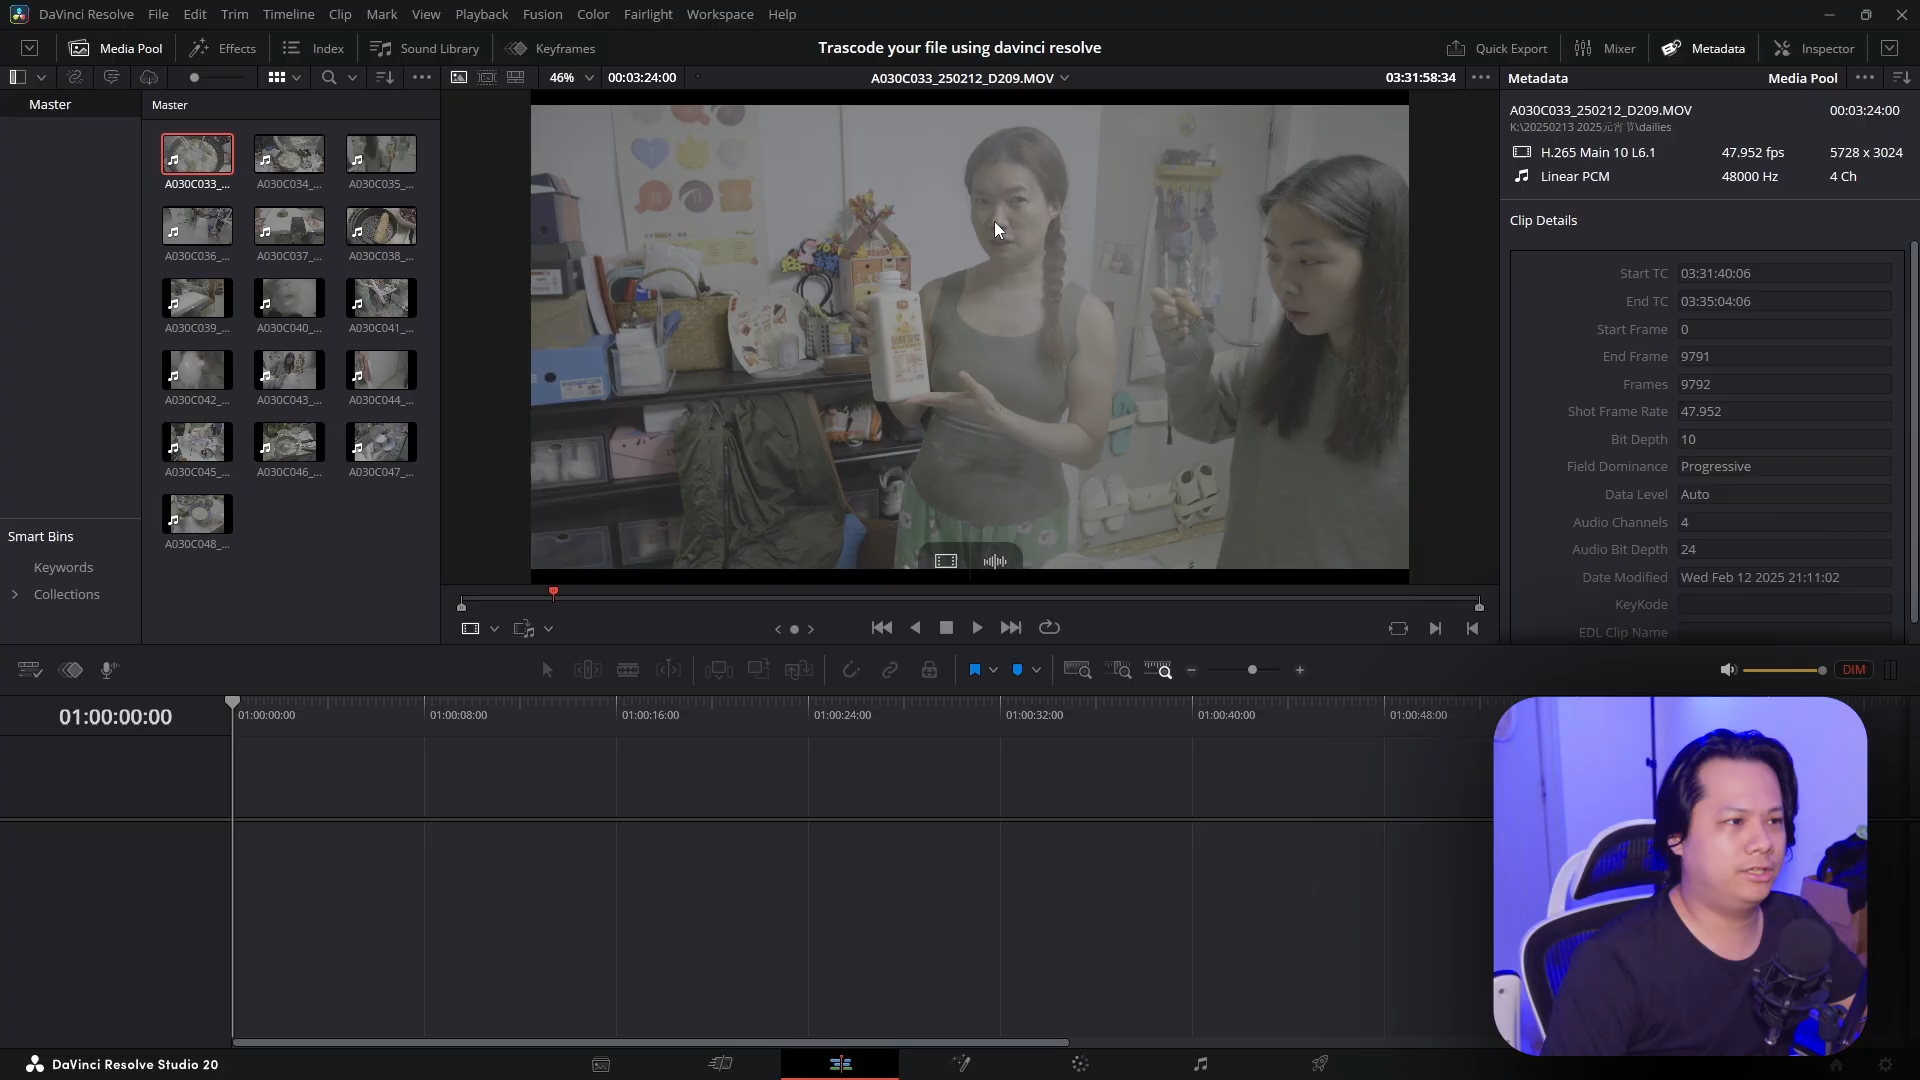 DaVinci Resolve File Edit Trim Timeline Clip Mark View Playback Fusion Color Fairlight Workspace Help
Media Pool Effects Index Sound Library Keyframes Trascode your file using davinci resolve Quick Export Mixer Metadata Inspector
46% 00:03:24:00 A030C033_250212_D209.MOV 03:31:58:34 Metadata Media Pool
Master Master
A030C033_250212_D209.MOV 00:03:24:00
K:\20250213 2025元宵节\dailies
H.265 Main 10 L6.1 47.952 fps 5728 x 3024
Linear PCM 48000 Hz 4 Ch
A030C033_... A030C034_... A030C035_...
Clip Details
A030C036_... A030C037_... A030C038_...
Start TC 03:31:40:06
End TC 03:35:04:06
A030C039_... A030C040_... A030C041_...
Start Frame 0
End Frame 9791
Frames 9792
A030C042_... A030C043_... A030C044_...
Shot Frame Rate 47.952
Bit Depth 10
A030C045_... A030C046_... A030C047_...
Field Dominance Progressive
Data Level Auto
Audio Channels 4
A030C048_...
Smart Bins
Audio Bit Depth 24
Keywords
Date Modified Wed Feb 12 2025 21:11:02
Collections
KeyKode
EDL Clip Name
DIM
01:00:00:00
01:00:00:00 01:00:08:00 01:00:16:00 01:00:24:00 01:00:32:00 01:00:40:00 01:00:48:00
DaVinci Resolve Studio 20